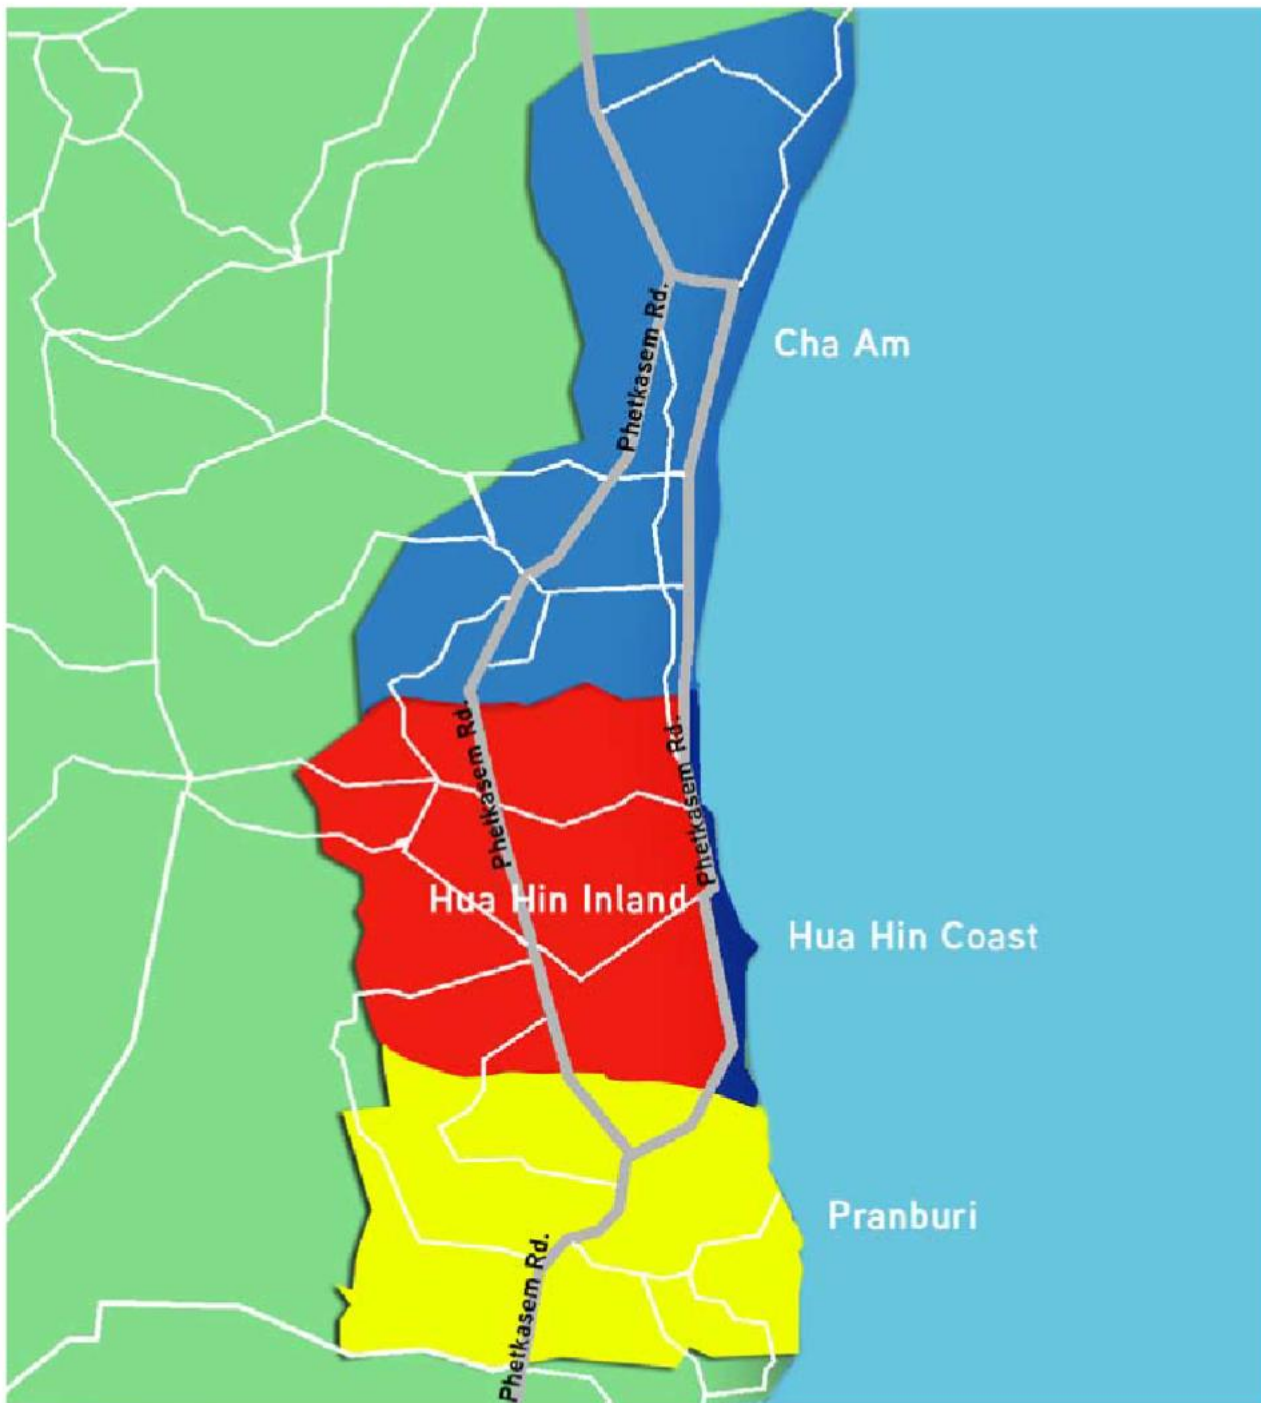 Phetkasem Rd.
Cha Am
Phetkasem Rd.
Phetkasem Rd.
Hua Hin Inland
Hua Hin Coast
Pranburi
Phetkasem Rd.